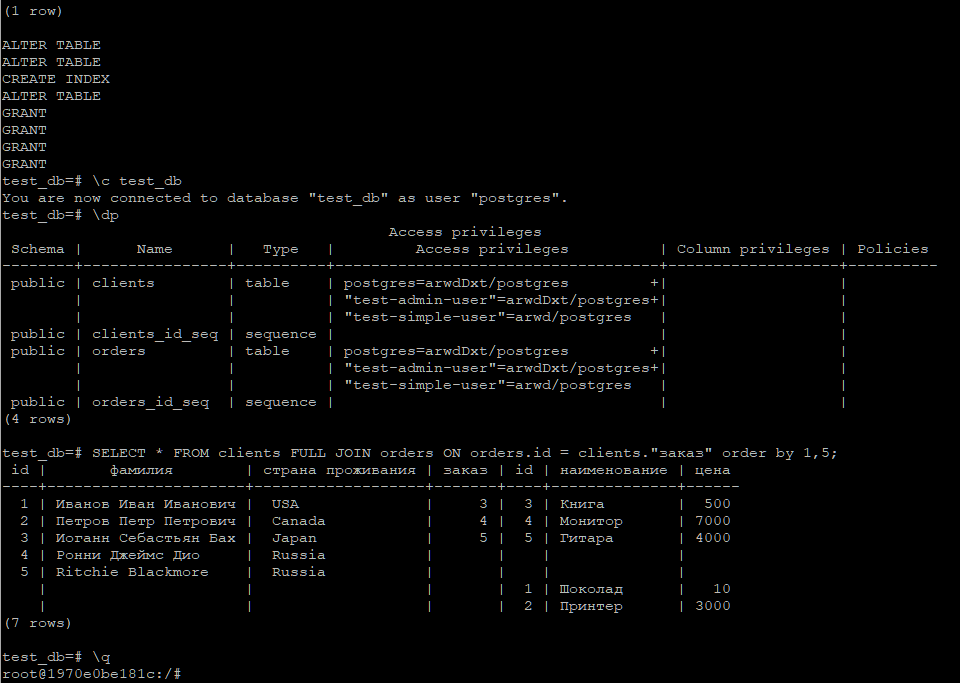 (1 row)

ALTER TABLE
ALTER TABLE
CREATE INDEX
ALTER TABLE
GRANT
GRANT
GRANT
GRANT
test_db=# \c test_db
You are now connected to database "test_db" as user "postgres".
test_db=# \dp
                                           Access privileges
 Schema |      Name      |   Type   |         Access privileges          | Column privileges | Policies
--------+----------------+----------+------------------------------------+-------------------+----------
 public | clients        | table    | postgres=arwdDxt/postgres         +|                   |
        |                |          | "test-admin-user"=arwdDxt/postgres+|                   |
        |                |          | "test-simple-user"=arwd/postgres   |                   |
 public | clients_id_seq | sequence |                                    |                   |
 public | orders         | table    | postgres=arwdDxt/postgres         +|                   |
        |                |          | "test-admin-user"=arwdDxt/postgres+|                   |
        |                |          | "test-simple-user"=arwd/postgres   |                   |
 public | orders_id_seq  | sequence |                                    |                   |
(4 rows)

test_db=# SELECT * FROM clients FULL JOIN orders ON orders.id = clients."заказ" order by 1,5;
 id |       фамилия        | страна проживания | заказ | id | наименование | цена
----+----------------------+-------------------+-------+----+--------------+------
  1 | Иванов Иван Иванович |  USA              |     3 |  3 | Книга        |  500
  2 | Петров Петр Петрович |  Canada           |     4 |  4 | Монитор      | 7000
  3 | Иоганн Себастьян Бах |  Japan            |     5 |  5 | Гитара       | 4000
  4 | Ронни Джеймс Дио     |  Russia           |       |    |              |
  5 | Ritchie Blackmore    |  Russia           |       |    |              |
    |                      |                   |       |  1 | Шоколад      |   10
    |                      |                   |       |  2 | Принтер      | 3000
(7 rows)

test_db=# \q
root@1970e0be181c:/#